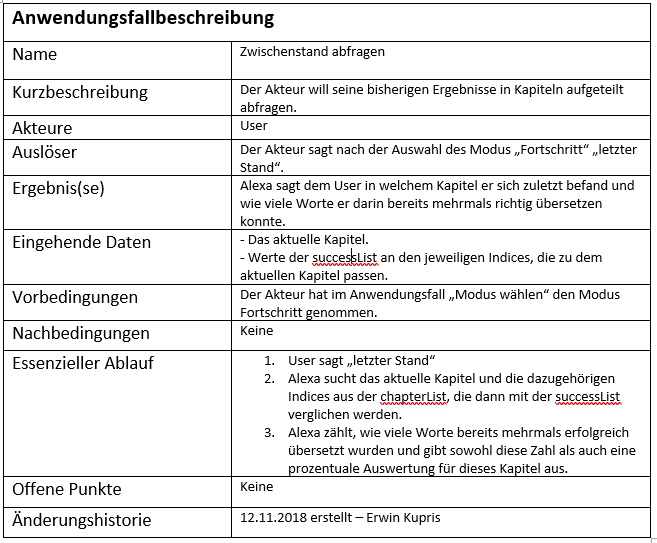 Anwendungsfallbeschreibung
Name
Zwischenstand abfragen
Kurzbeschreibung
Der Akteur will seine bisherigen Ergebnisse in Kapiteln aufgeteilt
abfragen.
Akteure
User
Auslöser
Der Akteur sagt nach der Auswahl des Modus „Fortschritt“ „letzter
Stand“.
Ergebnis(se)
Alexa sagt dem User in welchem Kapitel er sich zuletzt befand und
wie viele Worte er darin bereits mehrmals richtig übersetzen
konnte.
Eingehende Daten
- Das aktuelle Kapitel.
- Werte der successList an den jeweiligen Indices, die zu dem
aktuellen Kapitel passen.
Vorbedingungen
Der Akteur hat im Anwendungsfall „Modus wählen“ den Modus
Fortschritt genommen.
Nachbedingungen
Keine
Essenzieller Ablauf
1. User sagt „letzter Stand“
2. Alexa sucht das aktuelle Kapitel und die dazugehörigen
Indices aus der chapterList, die dann mit der successList
verglichen werden.
3. Alexa zählt, wie viele Worte bereits mehrmals erfolgreich
übersetzt wurden und gibt sowohl diese Zahl als auch eine
prozentuale Auswertung für dieses Kapitel aus.
Offene Punkte
Keine
Änderungshistorie
12.11.2018 erstellt – Erwin Kupris